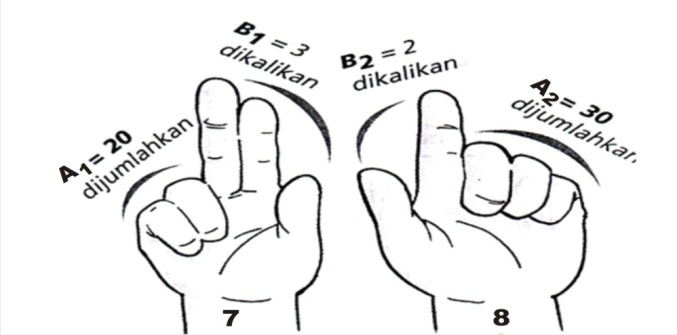 B1 = 3
dikalikan
B2 = 2
dikalikan
A1 = 20
dijumlahkan
A2 = 30
dijumlahkan
7
8